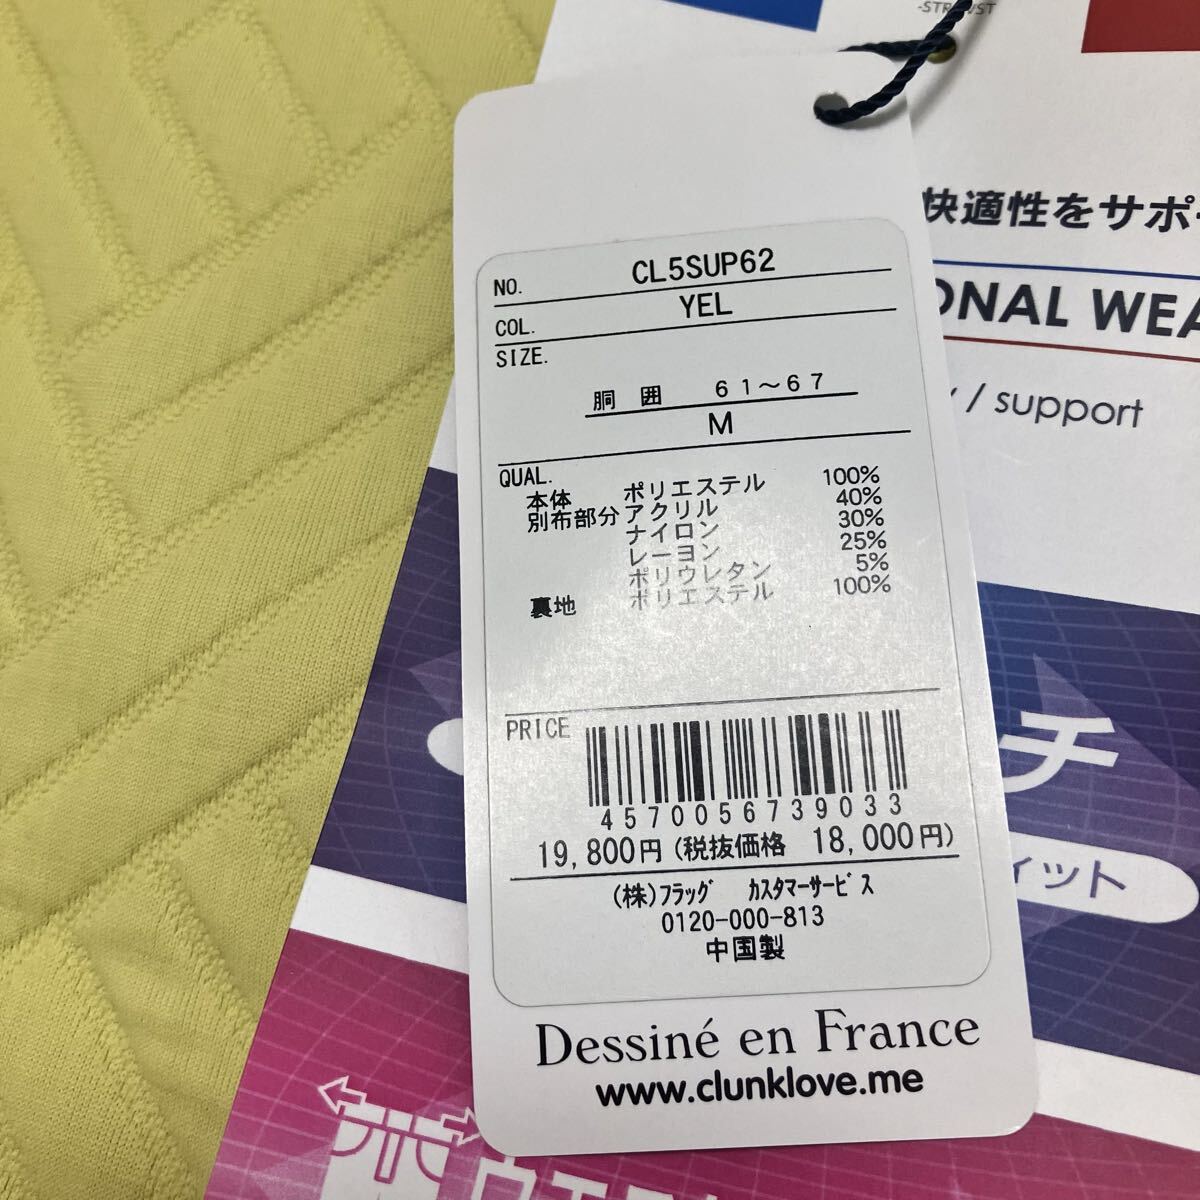 快適性をサポ
ONAL WEA
/ support
NO. CL5SUP62
COL. YEL
SIZE.
胴 囲 61～67
M
QUAL.
本体 ポリエステル 100%
別布部分 アクリル 40%
ナイロン 30%
レーヨン 25%
ポリウレタン 5%
裏地 ポリエステル 100%
PRICE
4570056739033
19,800円(税抜価格 18,000円)
(株)フラッグ カスタマーサービス
0120-000-813
中国製
Dessiné en France
www.clunklove.me
チ
ィット